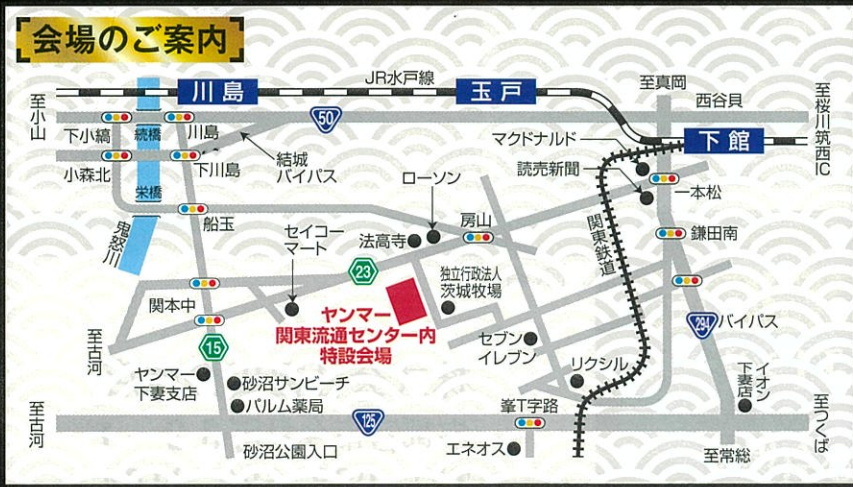 会場のご案内
JR水戸線
川島
玉戸
下館
至小山
至真岡
西谷貝
至桜川筑西IC
50
下小縞
続橋
川島
小森北
下川島
結城
バイパス
マクドナルド
読売新聞
一本松
栄橋
船玉
鬼怒川
ローソン
セイコー
マート
法高寺
房山
関東鉄道
鎌田南
23
独立行政法人
茨城牧場
関本中
ヤンマー
関東流通センター内
特設会場
セブン
イレブン
294
バイパス
至古河
15
ヤンマー
下妻支店
砂沼サンビーチ
パルム薬局
リクシル
イオン
下妻店
至古河
125
峯T字路
至つくば
砂沼公園入口
エネオス
至常総